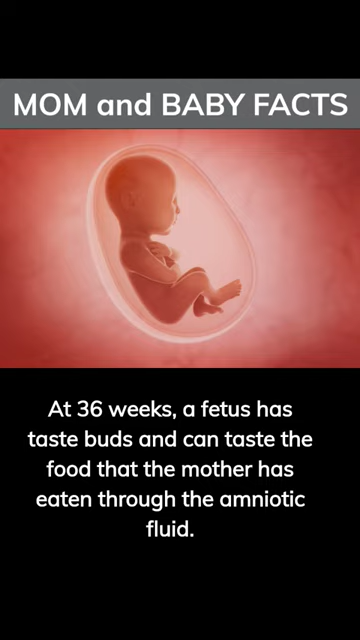 MOM and BABY FACTS
At 36 weeks, a fetus has
taste buds and can taste the
food that the mother has
eaten through the amniotic
fluid.